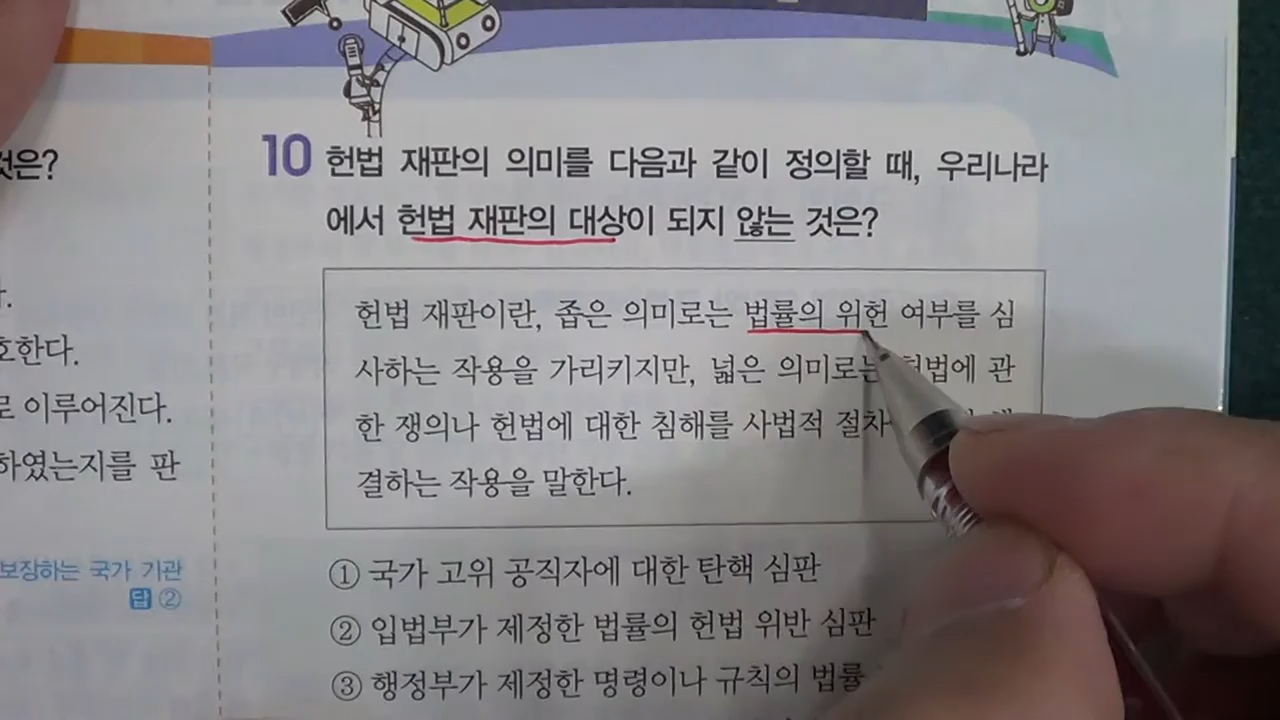 것은?
호한다.
로 이루어진다.
하였는지를 판
보장하는 국가 기관
답 ②
10 헌법 재판의 의미를 다음과 같이 정의할 때, 우리나라
에서 헌법 재판의 대상이 되지 않는 것은?
헌법 재판이란, 좁은 의미로는 법률의 위헌 여부를 심
사하는 작용을 가리키지만, 넓은 의미로는 헌법에 관
한 쟁의나 헌법에 대한 침해를 사법적 절차
결하는 작용을 말한다.
① 국가 고위 공직자에 대한 탄핵 심판
② 입법부가 제정한 법률의 헌법 위반 심판
③ 행정부가 제정한 명령이나 규칙의 법률